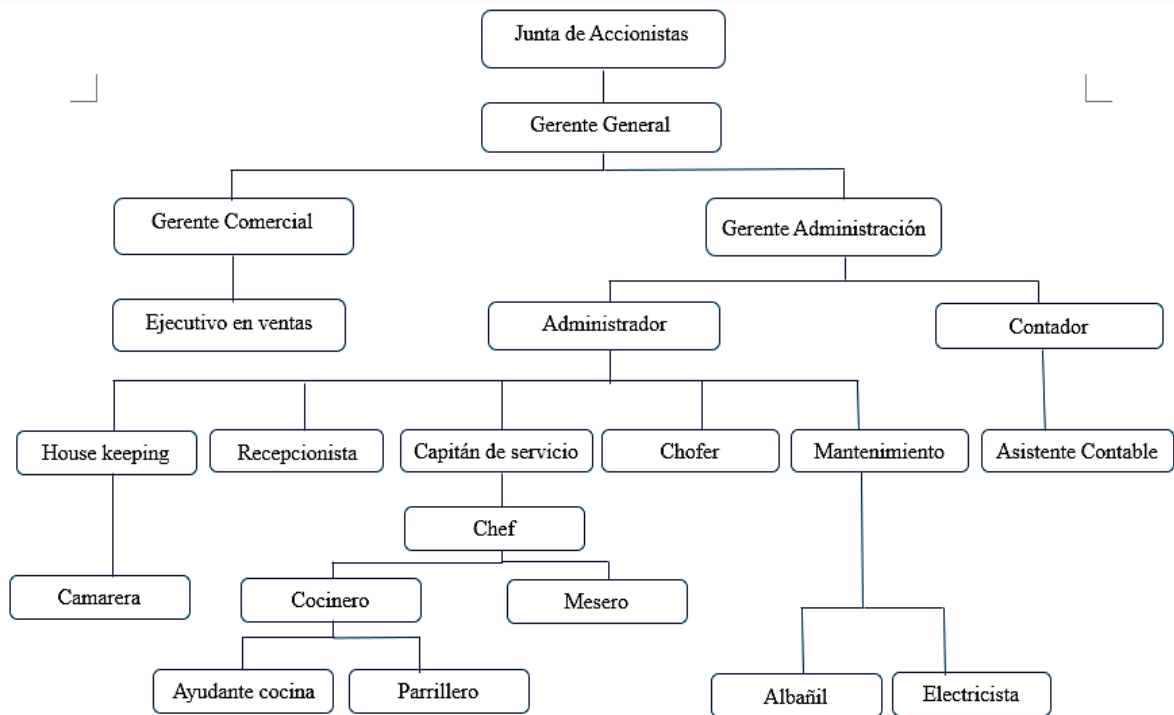 Junta de Accionistas
Gerente General
Gerente Comercial
Gerente Administración
Ejecutivo en ventas
Administrador
Contador
House keeping
Recepcionista
Capitán de servicio
Chofer
Mantenimiento
Asistente Contable
Chef
Camarera
Cocinero
Mesero
Ayudante cocina
Parrillero
Albañil
Electricista